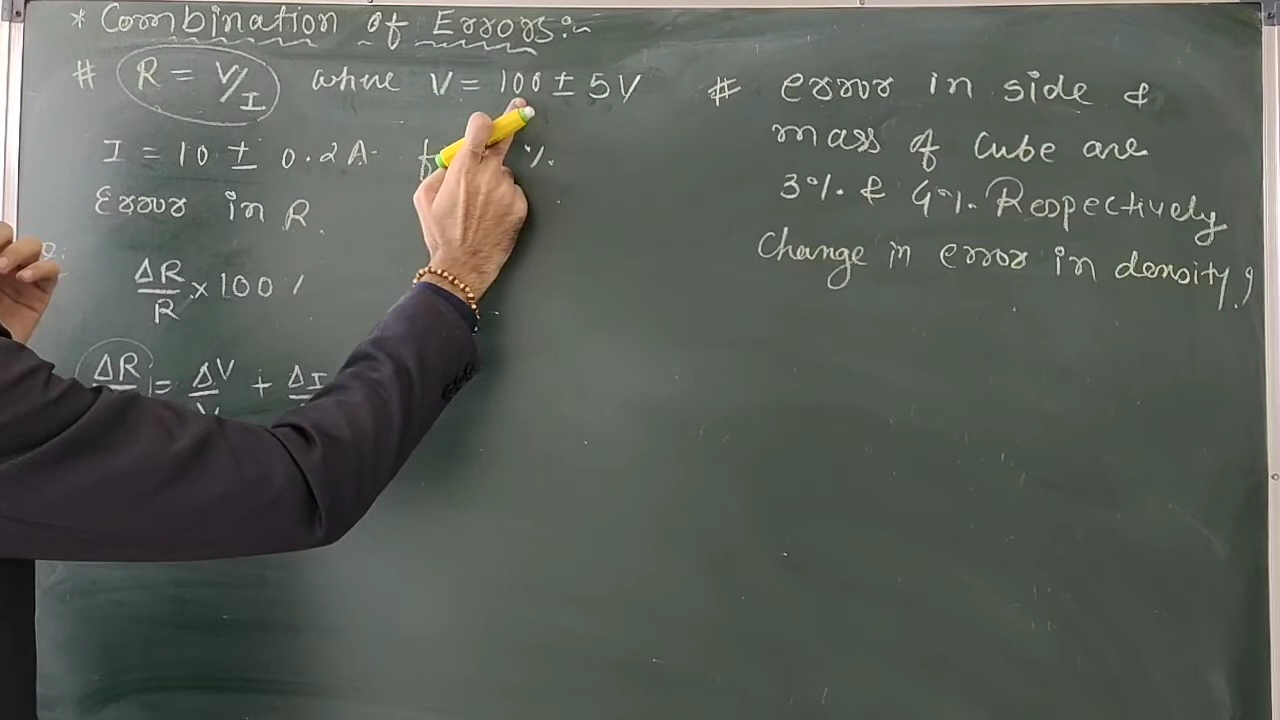 * Combination of Errors:-
# R = V/I where V = 100 ± 5V
I = 10 ± 0.2A %.
Error in R.
ΔR/R × 100 %
ΔR = ΔV/V + ΔI
# error in side &
mass of Cube are
3%. & 4%. Respectively
Change in error in density,